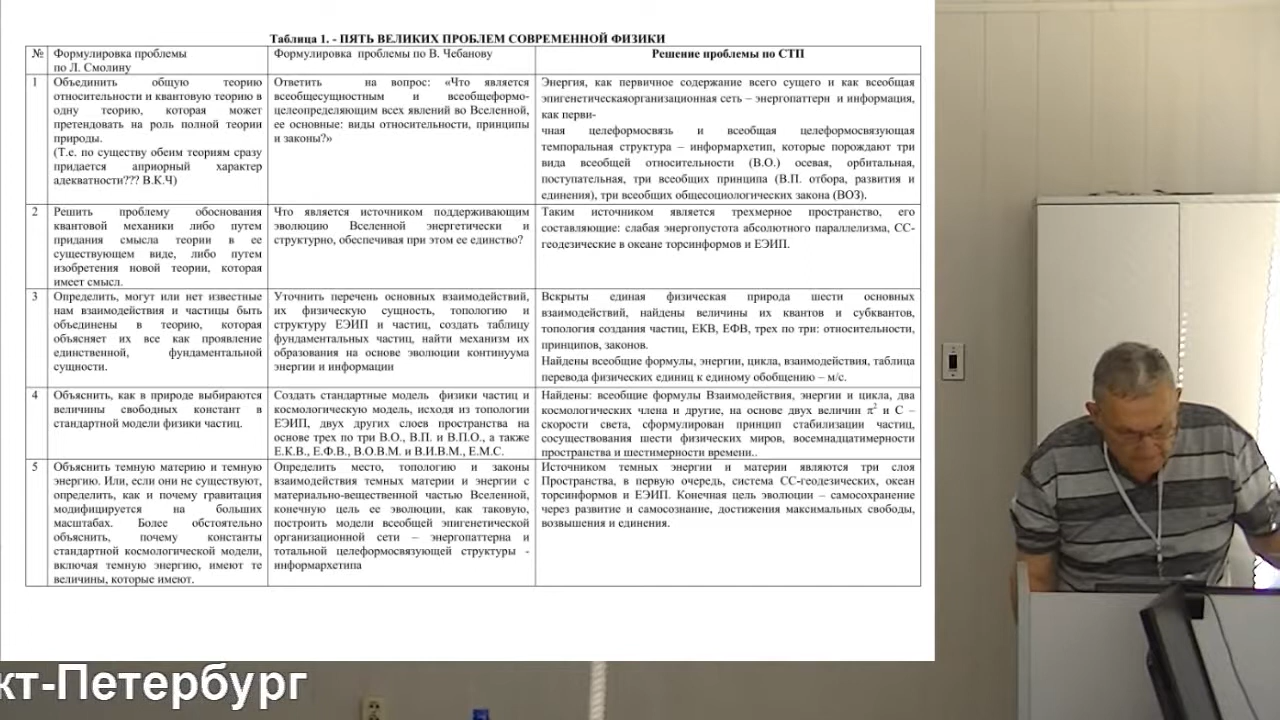 Таблица 1. - ПЯТЬ ВЕЛИКИХ ПРОБЛЕМ СОВРЕМЕННОЙ ФИЗИКИ
№
Формулировка проблемы
по Л. Смолину
Формулировка проблемы по В. Чебанову
Решение проблемы по СТП
1
Объединить общую теорию
относительности и квантовую теорию в
одну теорию, которая может
претендовать на роль полной теории
природы.
(Т.е. по существу обеим теориям сразу
придается априорный характер
адекватности??? В.К.Ч)
Ответить на вопрос: «Что является
всеобщесущностным и всеобщеформо-
целеопределяющим всех явлений во Вселенной,
ее основные: виды относительности, принципы
и законы?»
Энергия, как первичное содержание всего сущего и как всеобщая
эпигенетическаяорганизационная сеть – энергопаттерн и информация,
как перви-
чная целеформосвязь и всеобщая целеформосвязующая
темпоральная структура – информархетип, которые порождают три
вида всеобщей относительности (В.О.) осевая, орбитальная,
поступательная, три всеобщих принципа (В.П. отбора, развития и
единения), три всеобщих общесоциологических закона (ВОЗ).
2
Решить проблему обоснования
квантовой механики либо путем
придания смысла теории в ее
существующем виде, либо путем
изобретения новой теории, которая
имеет смысл.
Что является источником поддерживающим
эволюцию Вселенной энергетически и
структурно, обеспечивая при этом ее единство?
Таким источником является трехмерное пространство, его
составляющие: слабая энергопустота абсолютного параллелизма, СС-
геодезические в океане торсинформов и ЕЭИП.
3
Определить, могут или нет известные
нам взаимодействия и частицы быть
объединены в теорию, которая
объясняет их все как проявление
единственной, фундаментальной
сущности.
Уточнить перечень основных взаимодействий,
их физическую сущность, топологию и
структуру ЕЭИП и частиц, создать таблицу
фундаментальных частиц, найти механизм их
образования на основе эволюции континуума
энергии и информации
Вскрыты единая физическая природа шести основных
взаимодействий, найдены величины их квантов и субквантов,
топология создания частиц, ЕКВ, ЕФВ, трех по три: относительности,
принципов, законов.
Найдены всеобщие формулы, энергии, цикла, взаимодействия, таблица
перевода физических единиц к единому обобщению – м/с.
4
Объяснить, как в природе выбираются
величины свободных констант в
стандартной модели физики частиц.
Создать стандартные модель физики частиц и
космологическую модель, исходя из топологии
ЕЭИП, двух других слоев пространства на
основе трех по три В.О., В.П. и В.П.О., а также
Е.К.В., Е.Ф.В., В.О.В.М. и В.И.В.М., Е.М.С.
Найдены: всеобщие формулы Взаимодействия, энергии и цикла, два
космологических члена и другие, на основе двух величин π² и С –
скорости света, сформулирован принцип стабилизации частиц,
сосуществования шести физических миров, восемнадцатимерности
пространства и шестимерности времени..
5
Объяснить темную материю и темную
энергию. Или, если они не существуют,
определить, как и почему гравитация
модифицируется на больших
масштабах. Более обстоятельно
объяснить, почему константы
стандартной космологической модели,
включая темную энергию, имеют те
величины, которые имеют.
Определить место, топологию и законы
взаимодействия темных материи и энергии с
материально-вещественной частью Вселенной,
конечную цель ее эволюции, как таковую,
построить модели всеобщей эпигенетической
организационной сети – энергопаттерна и
тотальной целеформосвязующей структуры -
информархетипа
Источником темных энергии и материи являются три слоя
Пространства, в первую очередь, система СС-геодезических, океан
торсинформов и ЕЭИП. Конечная цель эволюции – самосохранение
через развитие и самосознание, достижения максимальных свободы,
возвышения и единения.
кт-Петербург